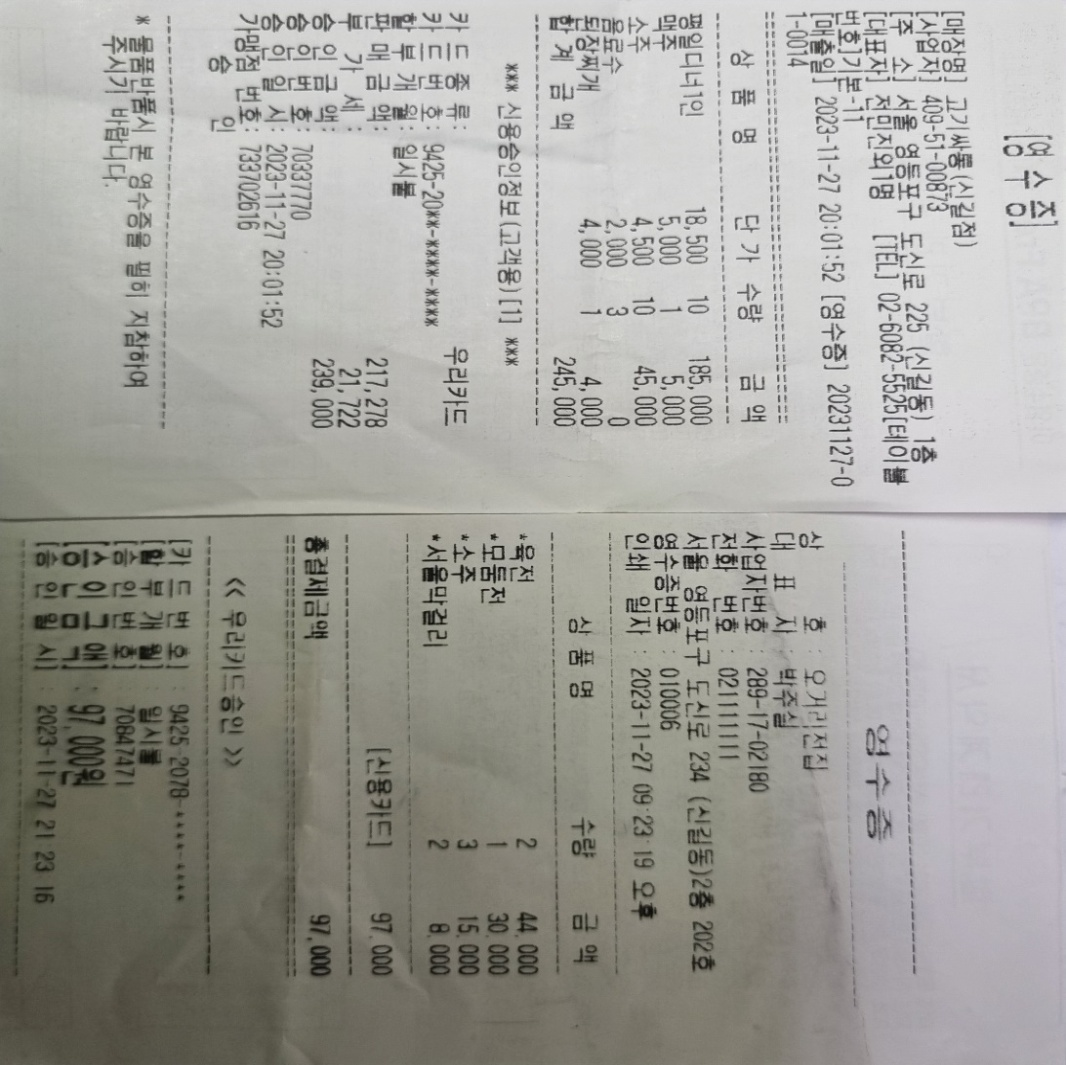 [영수증]
[매장명] 고기싸롱(신길점)
[사업자] 409-51-00873
[주 소] 서울 영등포구 도신로 225 (신길동) 1층
[대표자] 전민진외1명 [TEL] 02-6082-5525[테이블
번호]기본-11
[매출일] 2023-11-27 20:01:52 [영수증] 20231127-0
1-0014
상 품 명 단 가 수량 금 액
평일디너1인 18,500 10 185,000
맥주 5,000 1 5,000
소주 4,500 10 45,000
음료수 2,000 3 0
된장찌개 4,000 1 4,000
합 계 금 액 245,000
*** 신용승인정보(고객용)[1] ***
카 드 종 류: 우리카드
카 드 번 호: 9425-20**-****-****
할 부 개 월: 일시불
판 매 금 액: 217,278
부 가 세: 21,722
승 인 금 액: 239,000
승 인 번 호: 70337770
승 인 일 시: 2023-11-27 20:01:52
가맹점 번호: 733702616
승 인
* 물품반품시 본 영수증을 필히 지참하여
주시기 바랍니다.
영수증
상 호 : 오거리전집
대 표 자 : 박주실
사업자번호 : 289-17-02180
전화 번호 : 0211111111
서울 영등포구 도신로 234 (신길동)2층 202호
영수증번호 : 010006
인쇄 일자 : 2023-11-27 09:23:19 오후
상 품 명 수량 금 액
*육전 2 44,000
*모듬전 1 30,000
*소주 3 15,000
*서울막걸리 2 8,000
[신용카드] 97,000
총결제금액 97,000
<< 우리카드승인 >>
[카 드 번 호] : 9425-2078-****-****
[할 부 개 월] : 일시불
[승 인 번 호] : 70847471
[승 인 금 액] : 97,000원
[승 인 일 시] : 2023-11-27 21:23:16